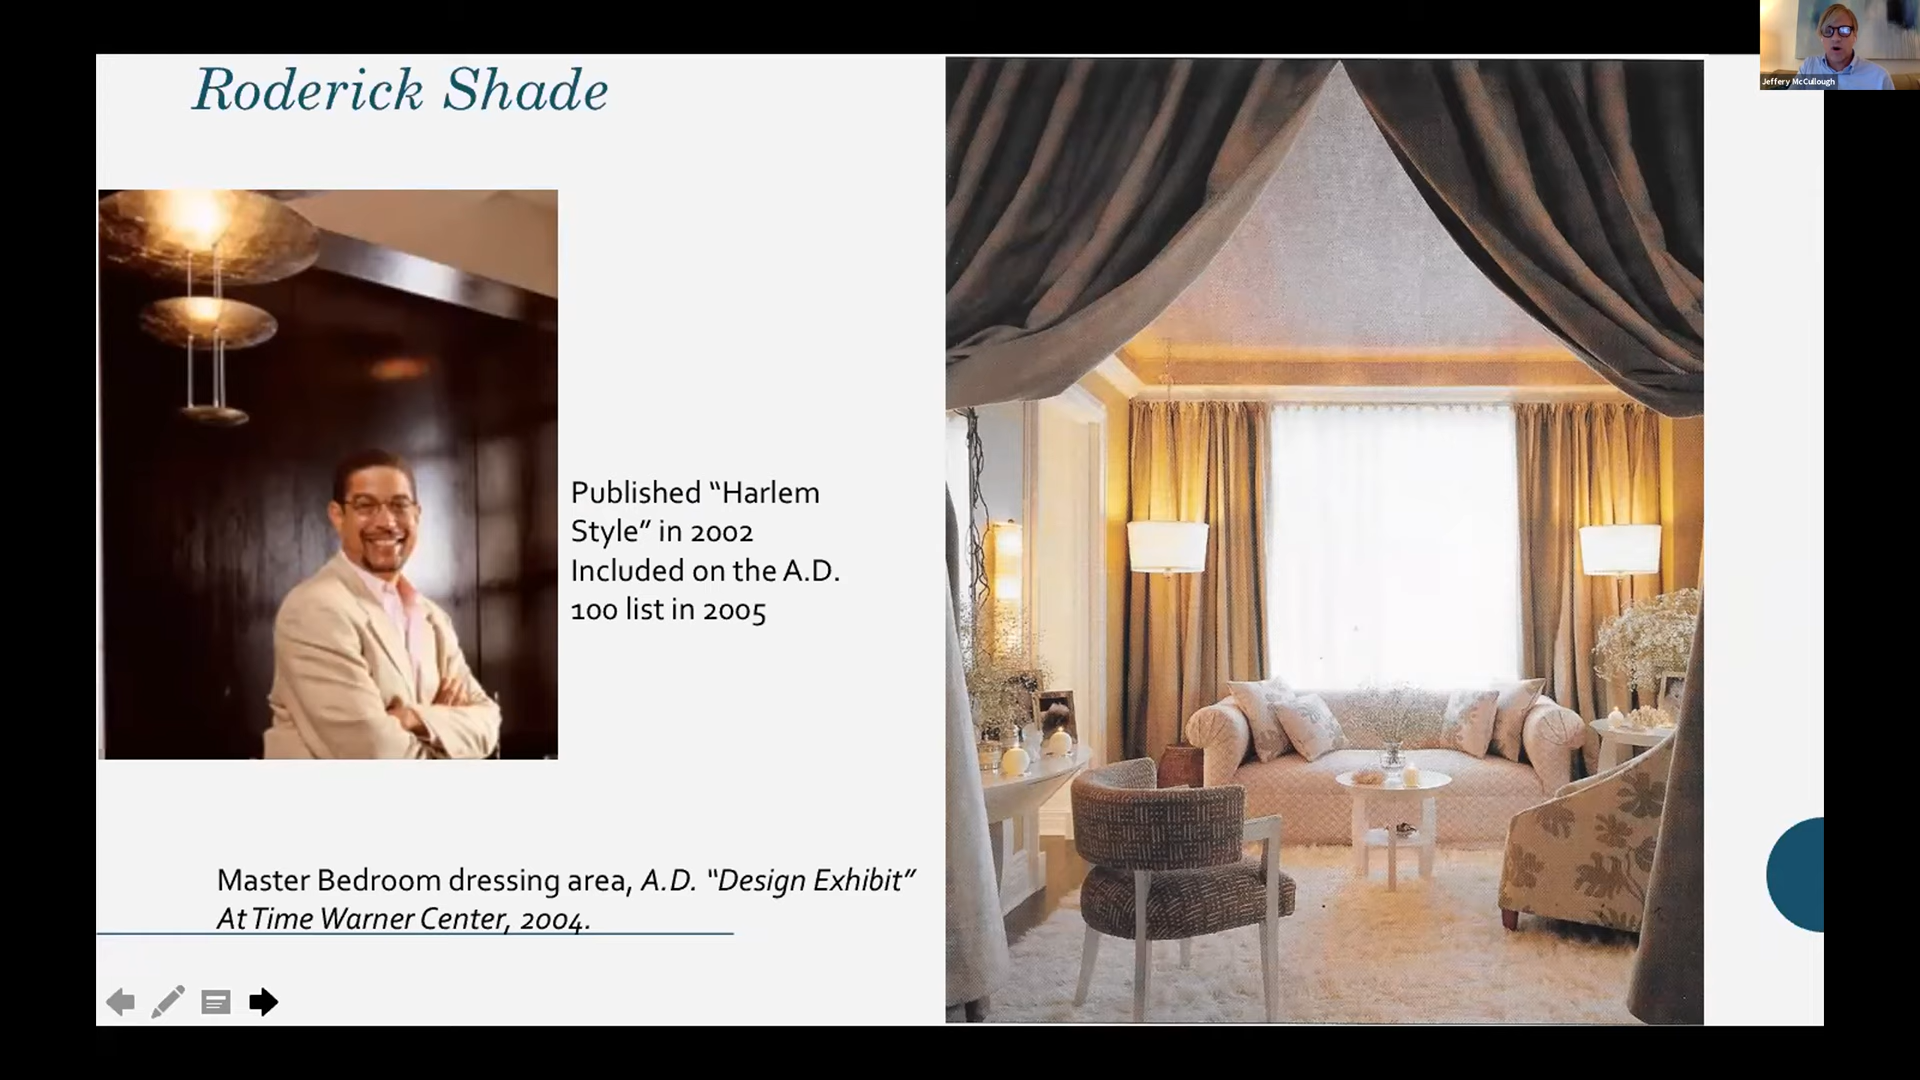 Roderick Shade
Jeffery McCullough
Published “Harlem
Style” in 2002
Included on the A.D.
100 list in 2005
Master Bedroom dressing area, A.D. “Design Exhibit”
At Time Warner Center, 2004.